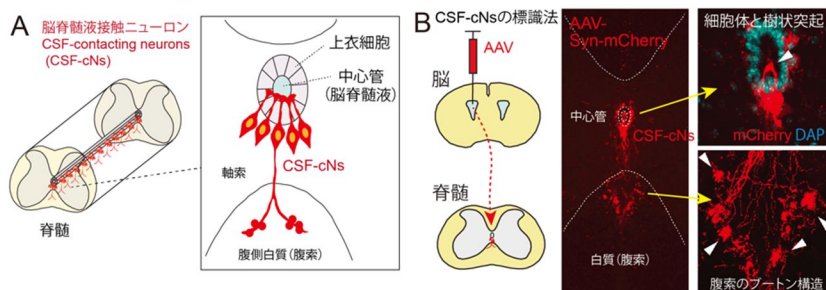 A
脳脊髄液接触ニューロン
CSF-contacting neurons
(CSF-cNs)
脊髄
上衣細胞
中心管
(脳脊髄液)
CSF-cNs
軸索
腹側白質(腹索)
B
CSF-cNsの標識法
AAV
脳
脊髄
AAV-
Syn-mCherry
中心管
CSF-cNs
白質(腹索)
細胞体と樹状突起
mCherry DAPI
腹索のブートン構造